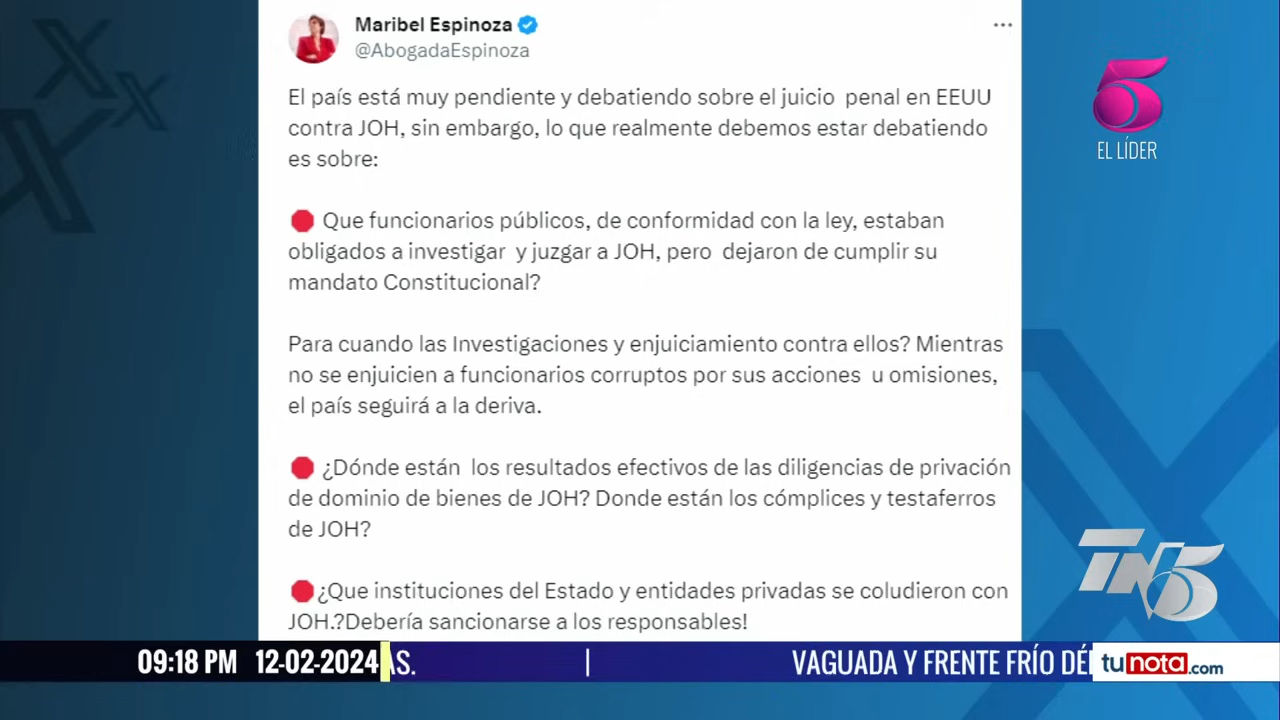 Maribel Espinoza
@AbogadaEspinoza
El país está muy pendiente y debatiendo sobre el juicio penal en EEUU
contra JOH, sin embargo, lo que realmente debemos estar debatiendo
es sobre:
Que funcionarios públicos, de conformidad con la ley, estaban
obligados a investigar y juzgar a JOH, pero dejaron de cumplir su
mandato Constitucional?
Para cuando las Investigaciones y enjuiciamiento contra ellos? Mientras
no se enjuicien a funcionarios corruptos por sus acciones u omisiones,
el país seguirá a la deriva.
¿Dónde están los resultados efectivos de las diligencias de privación
de dominio de bienes de JOH? Donde están los cómplices y testaferros
de JOH?
¿Que instituciones del Estado y entidades privadas se coludieron con
JOH.?Debería sancionarse a los responsables!
5
EL LÍDER
TN5
09:18 PM 12-02-2024 AS. | VAGUADA Y FRENTE FRÍO DÉ
tunota.com